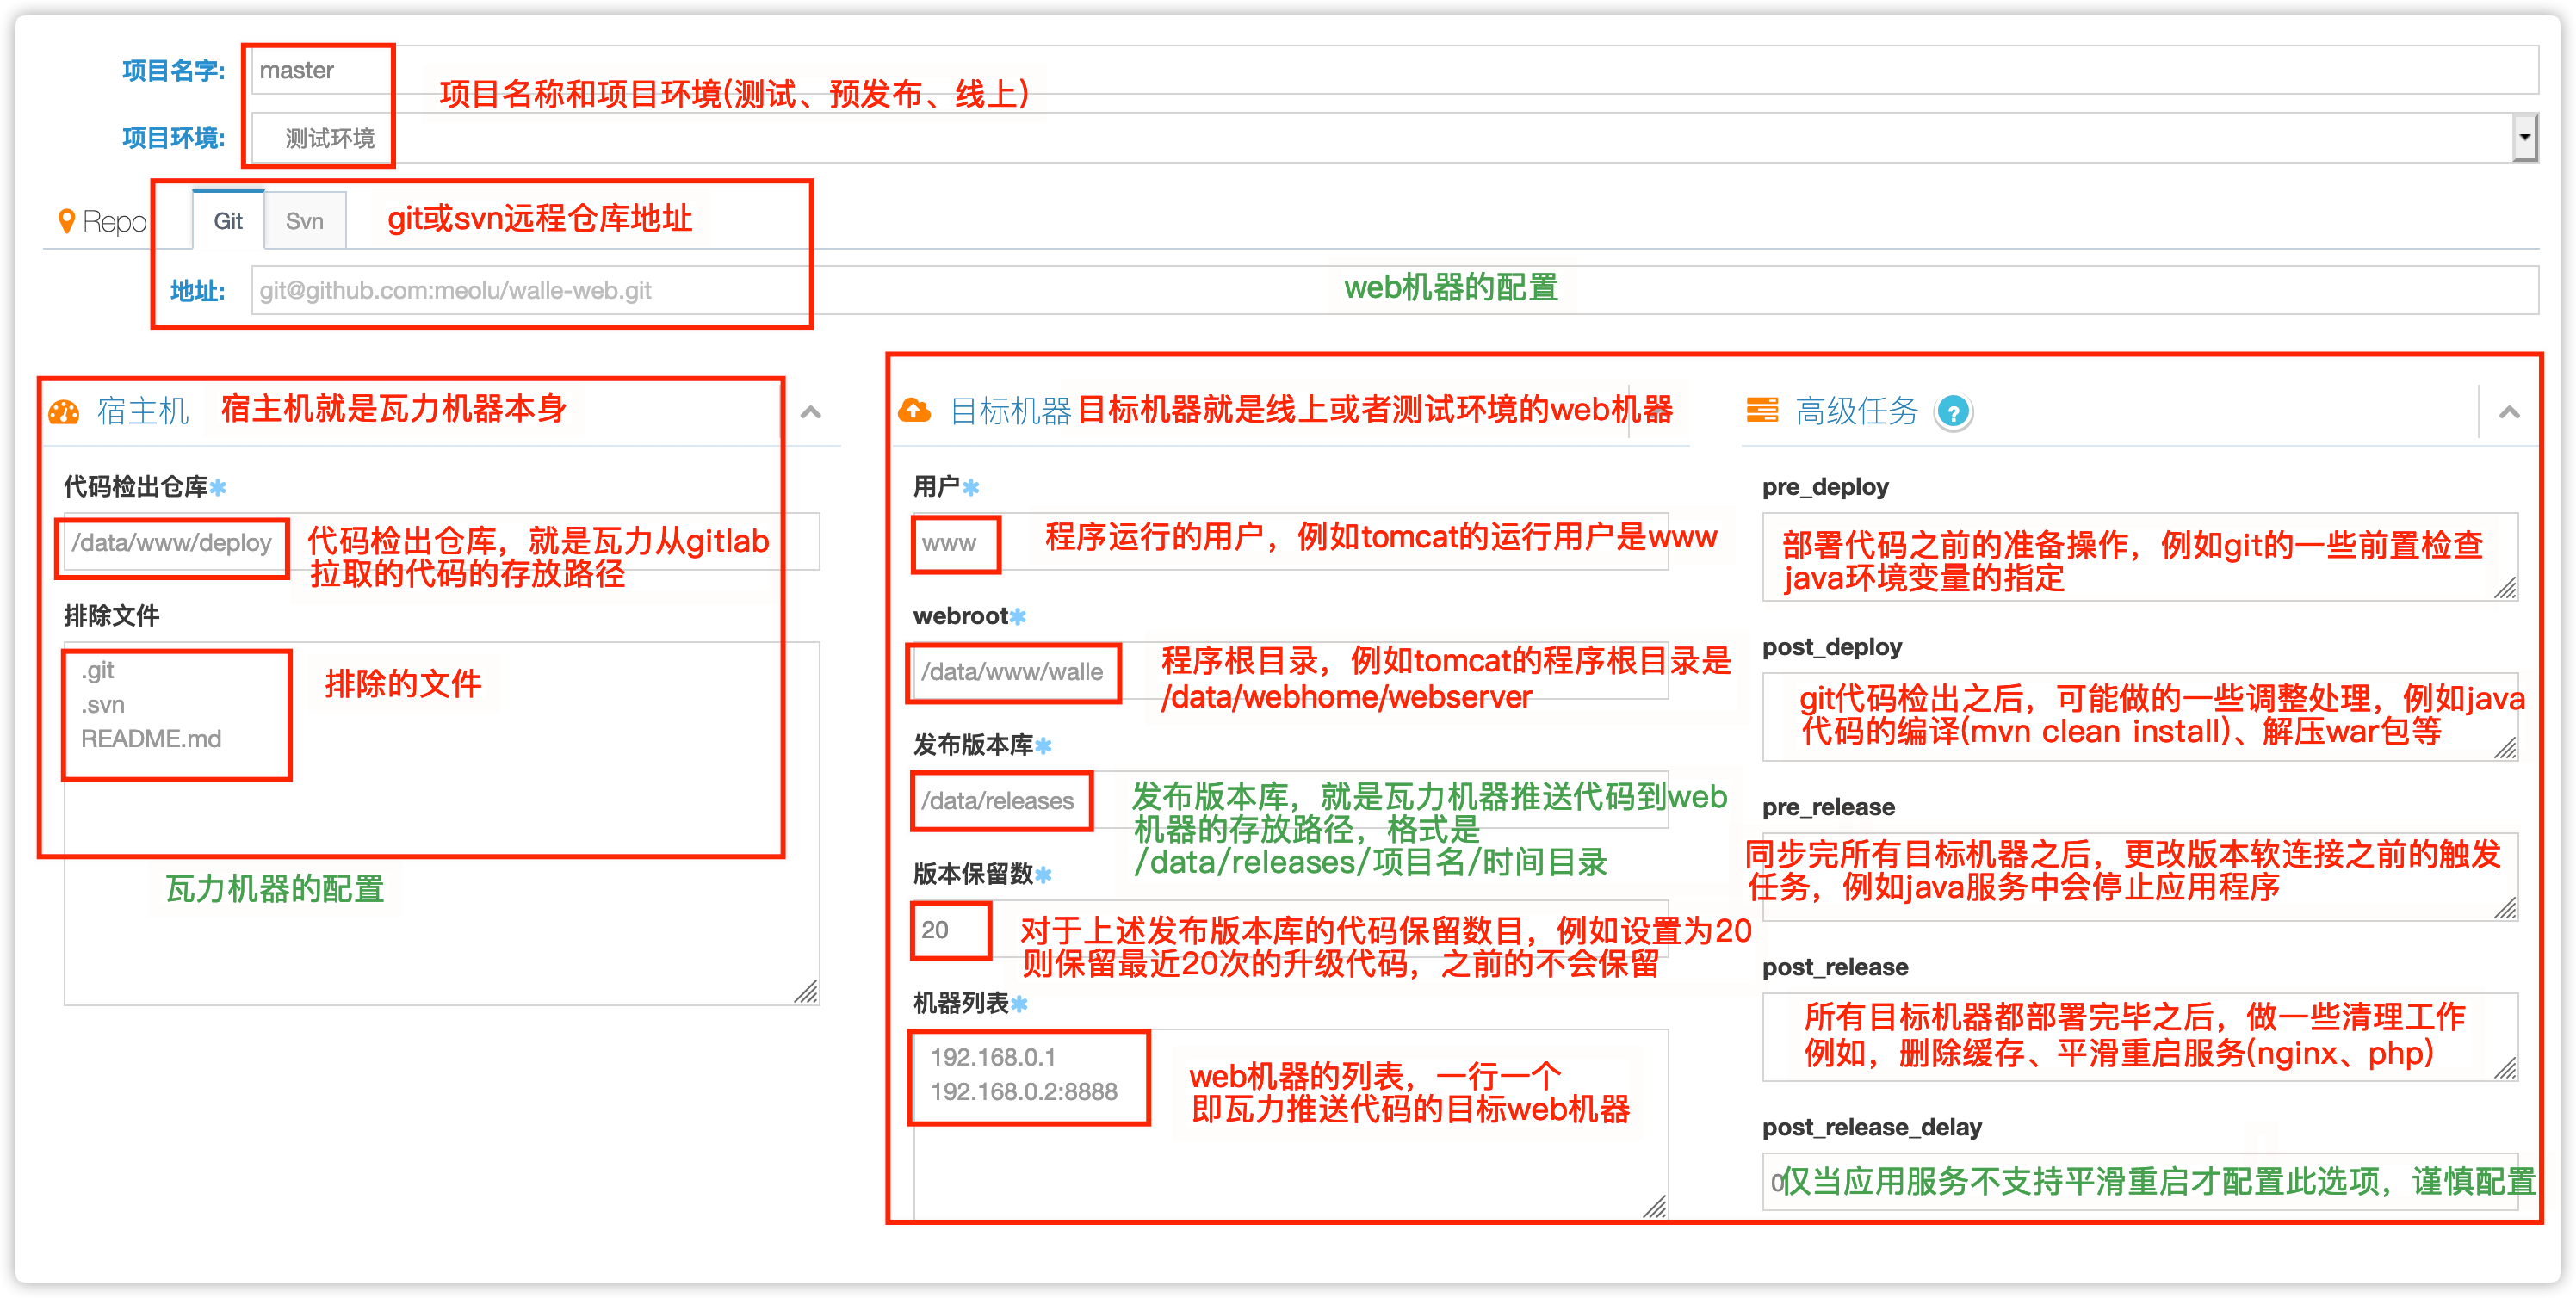 项目名字:
master
项目名称和项目环境(测试、预发布、线上)
项目环境:
测试环境
Repo
Git
Svn
git或svn远程仓库地址
地址:
git@github.com:meolu/walle-web.git
web机器的配置
宿主机
宿主机就是瓦力机器本身
代码检出仓库*
/data/www/deploy
代码检出仓库，就是瓦力从gitlab
拉取的代码的存放路径
排除文件
.git
.svn
README.md
排除的文件
瓦力机器的配置
目标机器
目标机器就是线上或者测试环境的web机器
用户*
www
程序运行的用户，例如tomcat的运行用户是www
webroot*
/data/www/walle
程序根目录，例如tomcat的程序根目录是
/data/webhome/webserver
发布版本库*
/data/releases
发布版本库，就是瓦力机器推送代码到web
机器的存放路径，格式是
/data/releases/项目名/时间目录
版本保留数*
20
对于上述发布版本库的代码保留数目，例如设置为20
则保留最近20次的升级代码，之前的不会保留
机器列表*
192.168.0.1
192.168.0.2:8888
web机器的列表，一行一个
即瓦力推送代码的目标web机器
高级任务
?
pre_deploy
部署代码之前的准备操作，例如git的一些前置检查
java环境变量的指定
post_deploy
git代码检出之后，可能做的一些调整处理，例如java
代码的编译(mvn clean install)、解压war包等
pre_release
同步完所有目标机器之后，更改版本软连接之前的触发
任务，例如java服务中会停止应用程序
post_release
所有目标机器都部署完毕之后，做一些清理工作
例如，删除缓存、平滑重启服务(nginx、php)
post_release_delay
0
仅当应用服务不支持平滑重启才配置此选项，谨慎配置